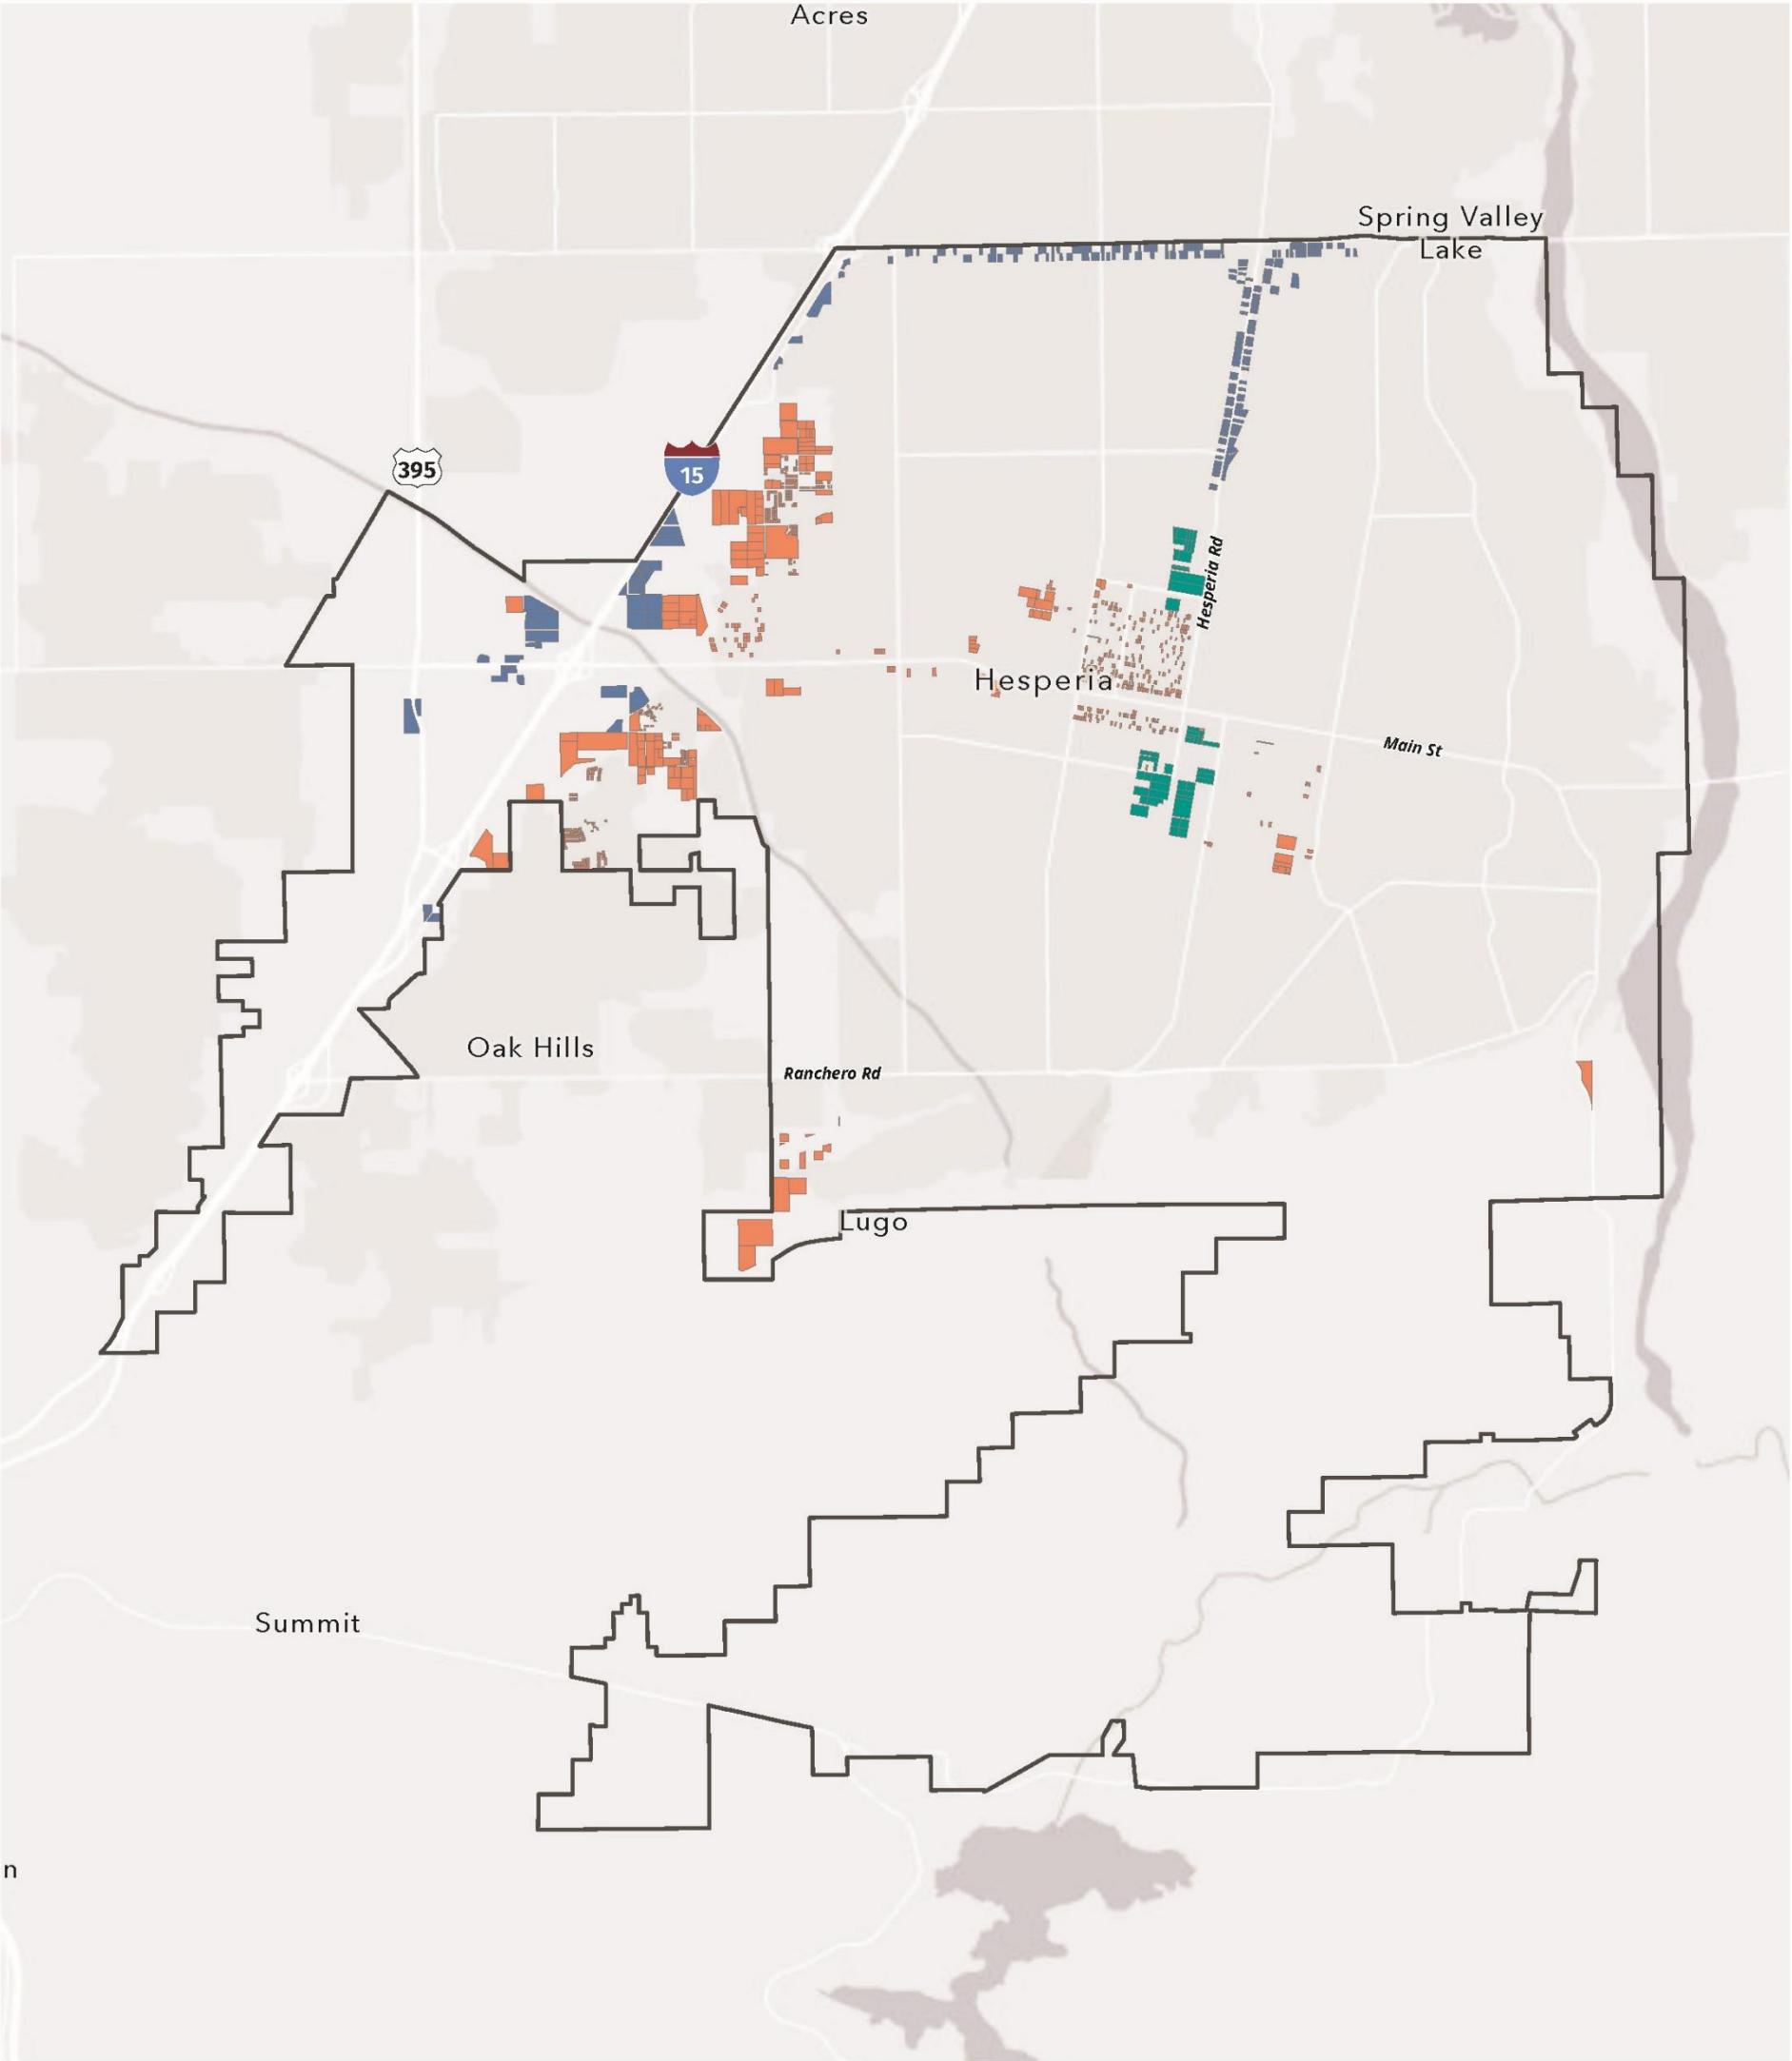 Acres
Spring Valley
Lake
395
15
Hesperia Rd
Hesperia
Main St
Oak Hills
Ranchero Rd
Lugo
Summit
n